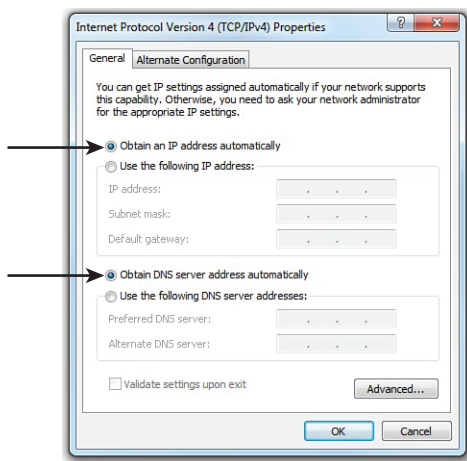 Internet Protocol Version 4 (TCP/IPv4) Properties
General
Alternate Configuration
You can get IP settings assigned automatically if your network supports
this capability. Otherwise, you need to ask your network administrator
for the appropriate IP settings.
Obtain an IP address automatically
Use the following IP address:
IP address:
Subnet mask:
Default gateway:
Obtain DNS server address automatically
Use the following DNS server addresses:
Preferred DNS server:
Alternate DNS server:
Validate settings upon exit
Advanced...
OK
Cancel